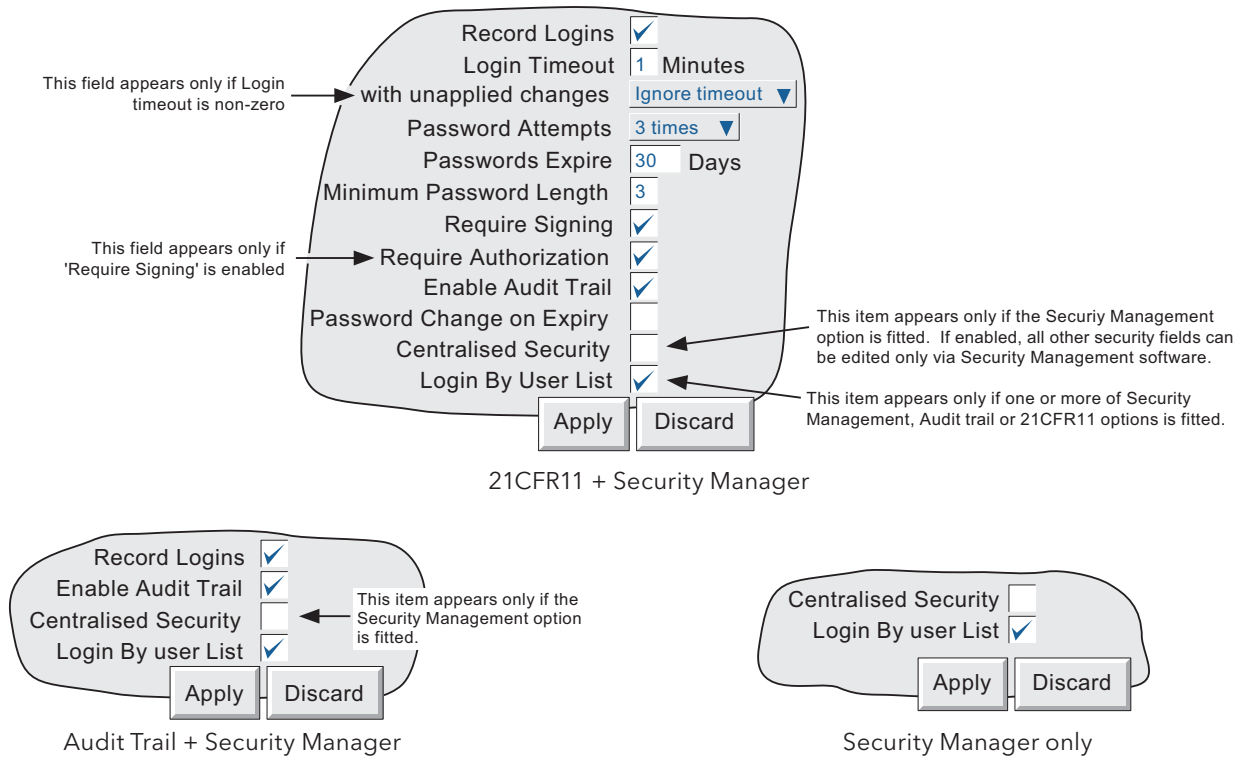 Record Logins
Login Timeout 1 Minutes
This field appears only if Login
timeout is non-zero
with unapplied changes Ignore timeout
Password Attempts 3 times
Passwords Expire 30 Days
Minimum Password Length 3
Require Signing
This field appears only if
'Require Signing' is enabled
Require Authorization
Enable Audit Trail
Password Change on Expiry
Centralised Security
This item appears only if the Securiy Management
option is fitted. If enabled, all other security fields can
be edited only via Security Management software.
Login By User List
This item appears only if one or more of Security
Management, Audit trail or 21CFR11 options is fitted.
Apply Discard
21CFR11 + Security Manager
Record Logins
Enable Audit Trail
Centralised Security
This item appears only if the
Security Management option
is fitted.
Login By user List
Apply Discard
Audit Trail + Security Manager
Centralised Security
Login By user List
Apply Discard
Security Manager only